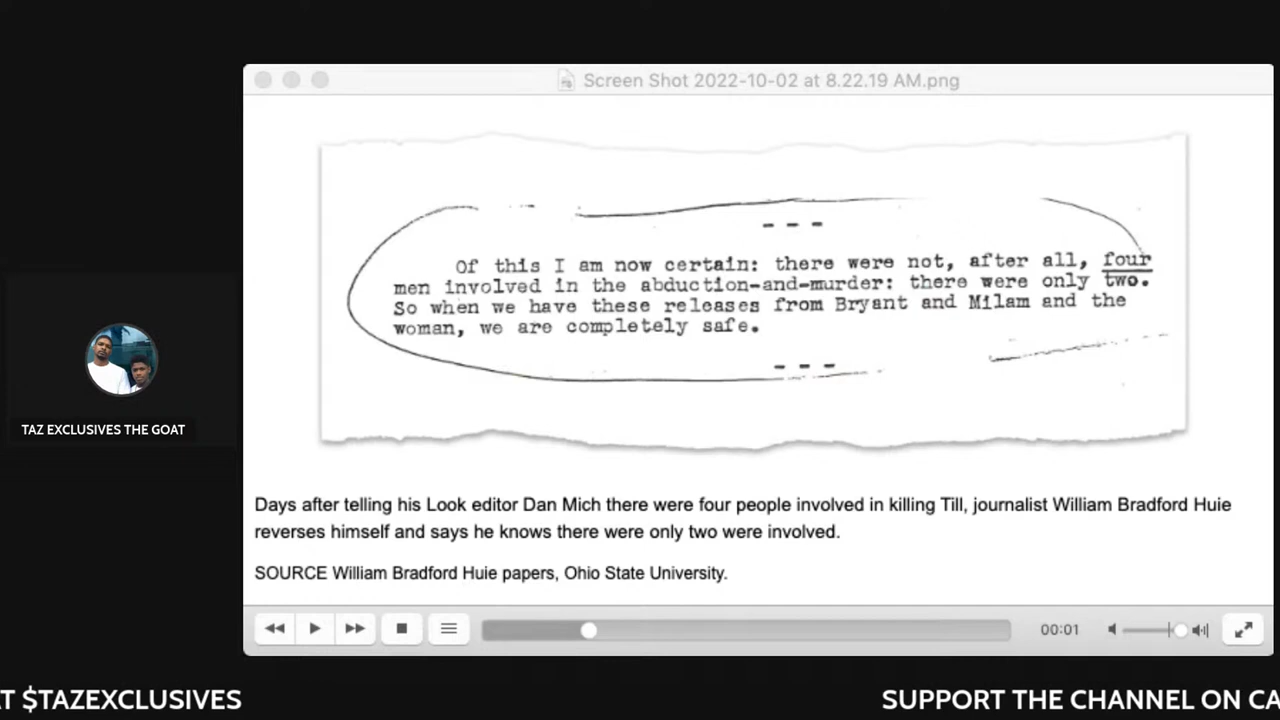 Screen Shot 2022-10-02 at 8.22.19 AM.png
- - -
Of this I am now certain: there were not, after all, four
men involved in the abduction-and-murder: there were only two.
So when we have these releases from Bryant and Milam and the
woman, we are completely safe.
- - -
TAZ EXCLUSIVES THE GOAT
Days after telling his Look editor Dan Mich there were four people involved in killing Till, journalist William Bradford Huie
reverses himself and says he knows there were only two were involved.
SOURCE William Bradford Huie papers, Ohio State University.
00:01
AT $TAZEXCLUSIVES
SUPPORT THE CHANNEL ON CA